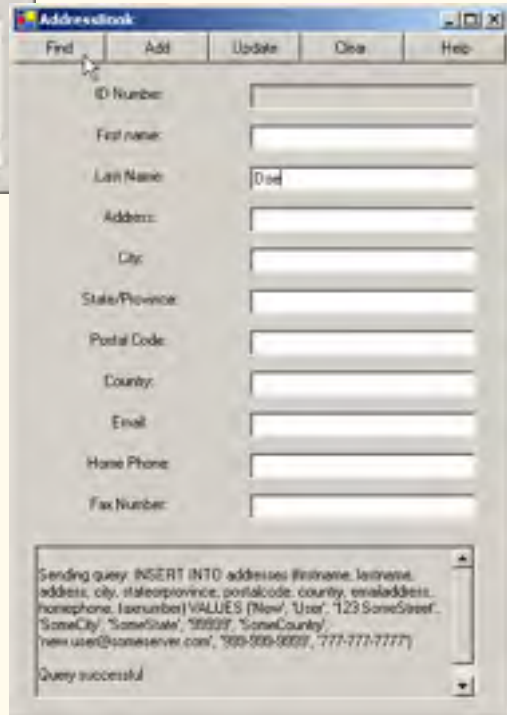 AddressBook
Find Add Update Clear Help
ID Number:
First name:
Last Name: Doe
Address:
City:
State/Province:
Postal Code:
Country:
Email:
Home Phone:
Fax Number:
Sending query: INSERT INTO addresses (firstname, lastname,
address, city, stateorprovince, postalcode, country, emailaddress,
homephone, faxnumber) VALUES ('New', 'User', '123 SomeStreet',
'SomeCity', 'SomeState', '99999', 'SomeCountry',
'new.user@someserver.com', '999-999-9999', '777-777-7777')
Query successful